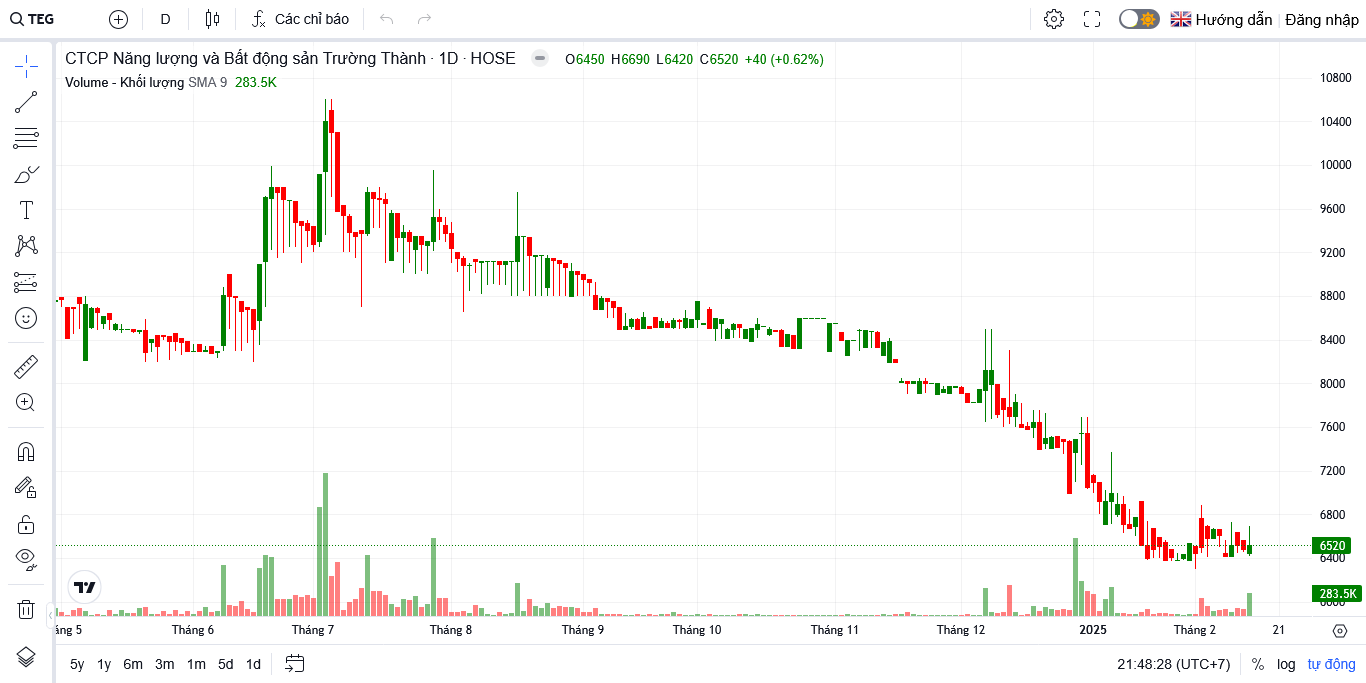 TEG D Các chỉ báo Hướng dẫn Đăng nhập
CTCP Năng lượng và Bất động sản Trường Thành · 1D · HOSE O6450 H6690 L6420 C6520 +40 (+0.62%)
Volume - Khối lượng SMA 9 283.5K
10800
10400
10000
9600
9200
8800
8400
8000
7600
7200
6800
6520
6400
283.5K
6000
áng 5 Tháng 6 Tháng 7 Tháng 8 Tháng 9 Tháng 10 Tháng 11 Tháng 12 2025 Tháng 2 21
5y 1y 6m 3m 1m 5d 1d 21:48:28 (UTC+7) % log tự động